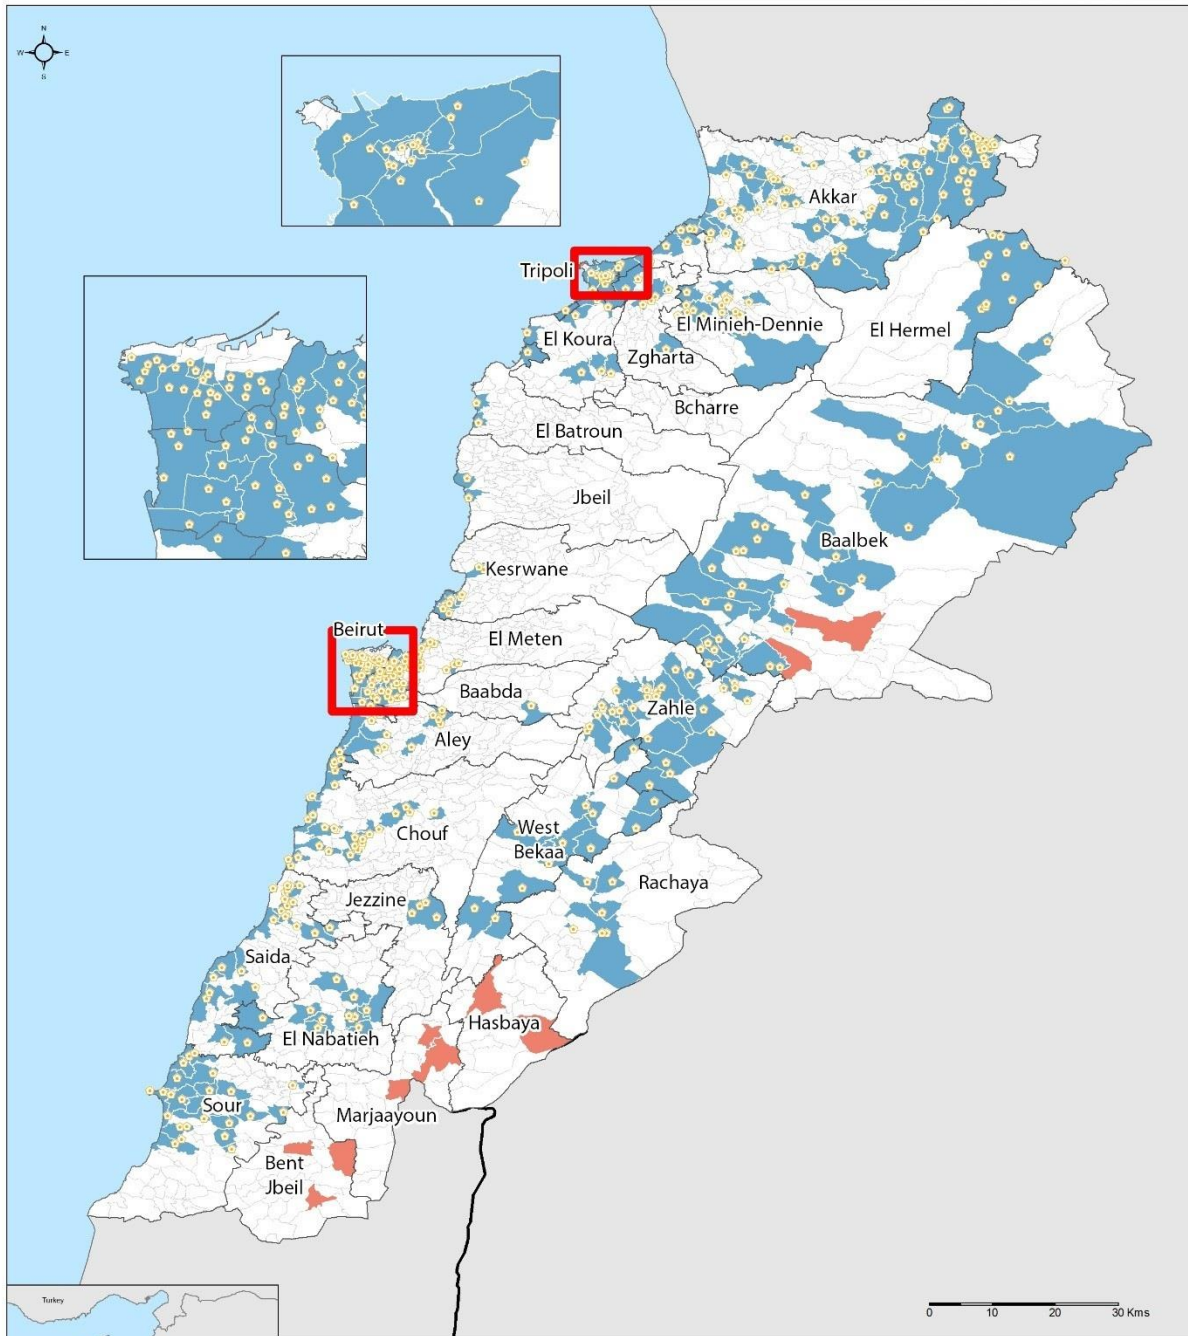 N
W E
S
Akkar
Tripoli
El Minieh-Dennie
El Hermel
El Koura
Zgharta
Bcharre
El Batroun
Jbeil
Baalbek
Kesrwane
Beirut
El Meten
Baabda
Zahle
Aley
Chouf
West
Bekaa
Rachaya
Jezzine
Saida
Hasbaya
El Nabatieh
Sour
Marjaayoun
Bent
Jbeil
Turkey
0 10 20 30 Kms